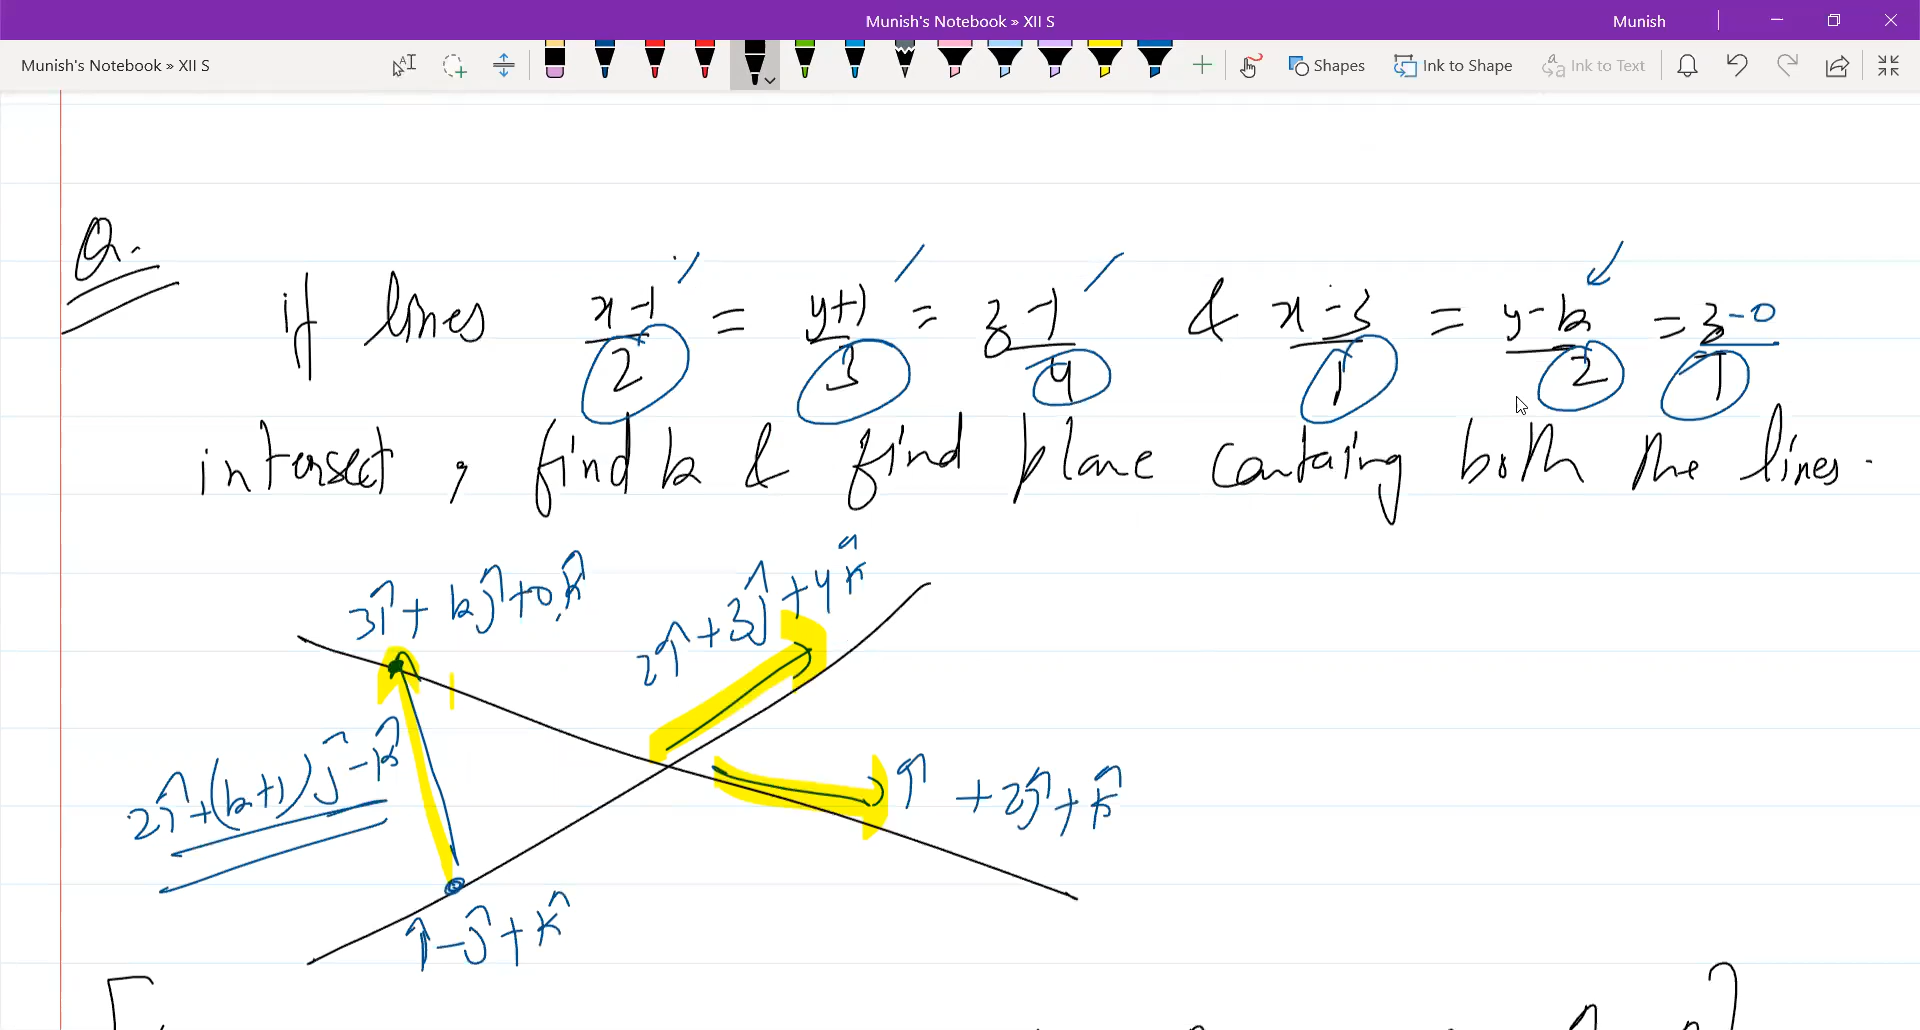 Munish's Notebook » XII S
Munish
Munish's Notebook » XII S
Shapes
Ink to Shape
Ink to Text
Q.
if lines (x-1)/2 = (y+1)/3 = (z-1)/4 & (x-3)/1 = (y-k)/2 = (z-0)/1
intersect, find k & find plane containg both the lines.
3î + kĵ + 0k̂
2î + 3ĵ + 4k̂
2î + (k+1)ĵ - k̂
î + 2ĵ + k̂
î - ĵ + k̂